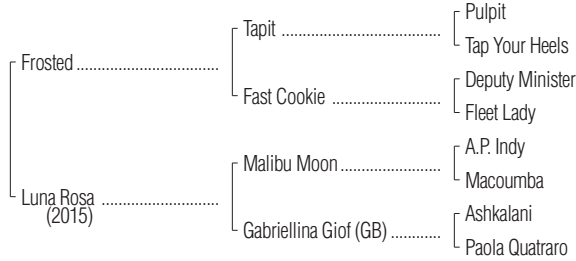 Pulpit
Tapit
Tap Your Heels
Frosted
Deputy Minister
Fast Cookie
Fleet Lady
A.P. Indy
Malibu Moon
Macoumba
Luna Rosa
(2015)
Ashkalani
Gabriellina Giof (GB)
Paola Quatraro